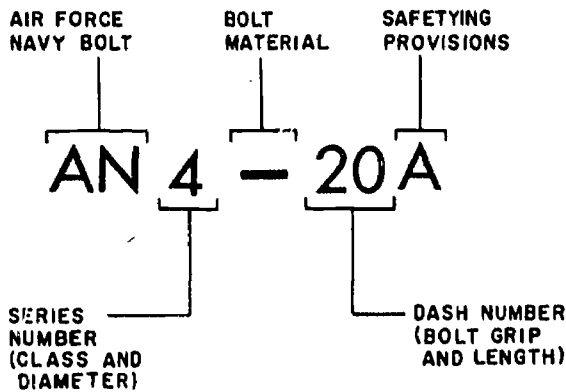 AIR FORCE
NAVY BOLT
BOLT
MATERIAL
SAFETYING
PROVISIONS
AN 4 - 20 A
SERIES
NUMBER
(CLASS AND
DIAMETER)
DASH NUMBER
(BOLT GRIP
AND LENGTH)